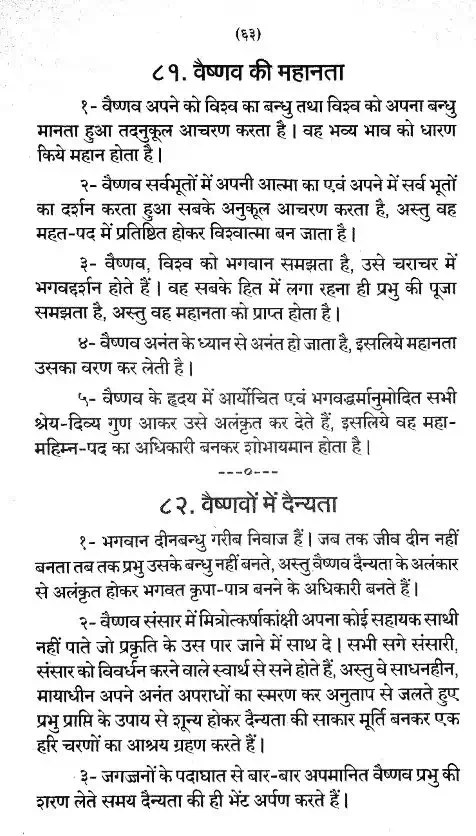 (६३)
८१. वैष्णव की महानता
१- वैष्णव अपने को विश्व का बन्धु तथा विश्व को अपना बन्धु
मानता हुआ तद्नुकूल आचरण करता है। वह भव्य भाव को धारण
किये महान होता है।
२- वैष्णव सर्वभूतों में अपनी आत्मा का एवं अपने में सर्व भूतों
का दर्शन करता हुआ सबके अनुकूल आचरण करता है, अस्तु वह
महत-पद में प्रतिष्ठित होकर विश्वात्मा बन जाता है।
३- वैष्णव, विश्व को भगवान समझता है, उसे चराचर में
भगवद्दर्शन होते हैं। वह सबके हित में लगा रहना ही प्रभु की पूजा
समझता है, अस्तु वह महानता को प्राप्त होता है।
४- वैष्णव अनंत के ध्यान से अनंत हो जाता है, इसलिये महानता
उसका वरण कर लेती है।
५- वैष्णव के हृदय में आर्योचित एवं भगवद्धर्मानुमोदित सभी
श्रेय-दिव्य गुण आकर उसे अलंकृत कर देते हैं, इसलिये वह महा-
महिम्न-पद का अधिकारी बनकर शोभायमान होता है।
---०---
८२. वैष्णवों में दैन्यता
१- भगवान दीनबन्धु गरीब निवाज हैं। जब तक जीव दीन नहीं
बनता तब तक प्रभु उसके बन्धु नहीं बनते, अस्तु वैष्णव दैन्यता के अलंकार
से अलंकृत होकर भगवत कृपा-पात्र बनने के अधिकारी बनते हैं।
२- वैष्णव संसार में मित्रोत्कर्षाकांक्षी अपना कोई सहायक साथी
नहीं पाते जो प्रकृति के उस पार जाने में साथ दे। सभी सगे संसारी,
संसार को विवर्धन करने वाले स्वार्थ से सने होते हैं, अस्तु वे साधनहीन,
मायाधीन अपने अनंत अपराधों का स्मरण कर अनुताप से जलते हुए
प्रभु प्राप्ति के उपाय से शून्य होकर दैन्यता की साकार मूर्ति बनकर एक
हरि चरणों का आश्रय ग्रहण करते हैं।
३- जगज्जनों के पदाघात से बार-बार अपमानित वैष्णव प्रभु की
शरण लेते समय दैन्यता की ही भेंट अर्पण करते हैं।